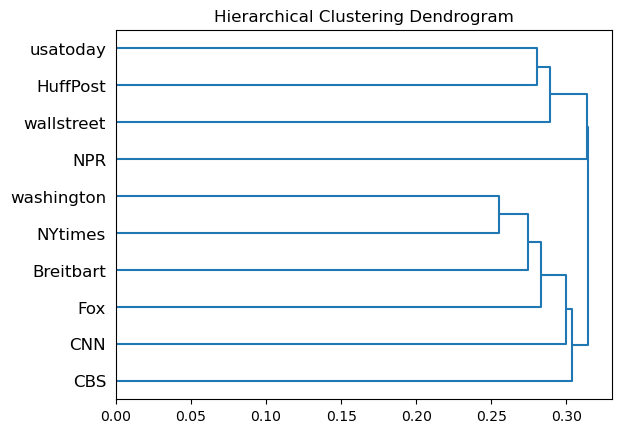 Hierarchical Clustering Dendrogram
usatoday
HuffPost
wallstreet
NPR
washington
NYtimes
Breitbart
Fox
CNN
CBS
0.00 0.05 0.10 0.15 0.20 0.25 0.30